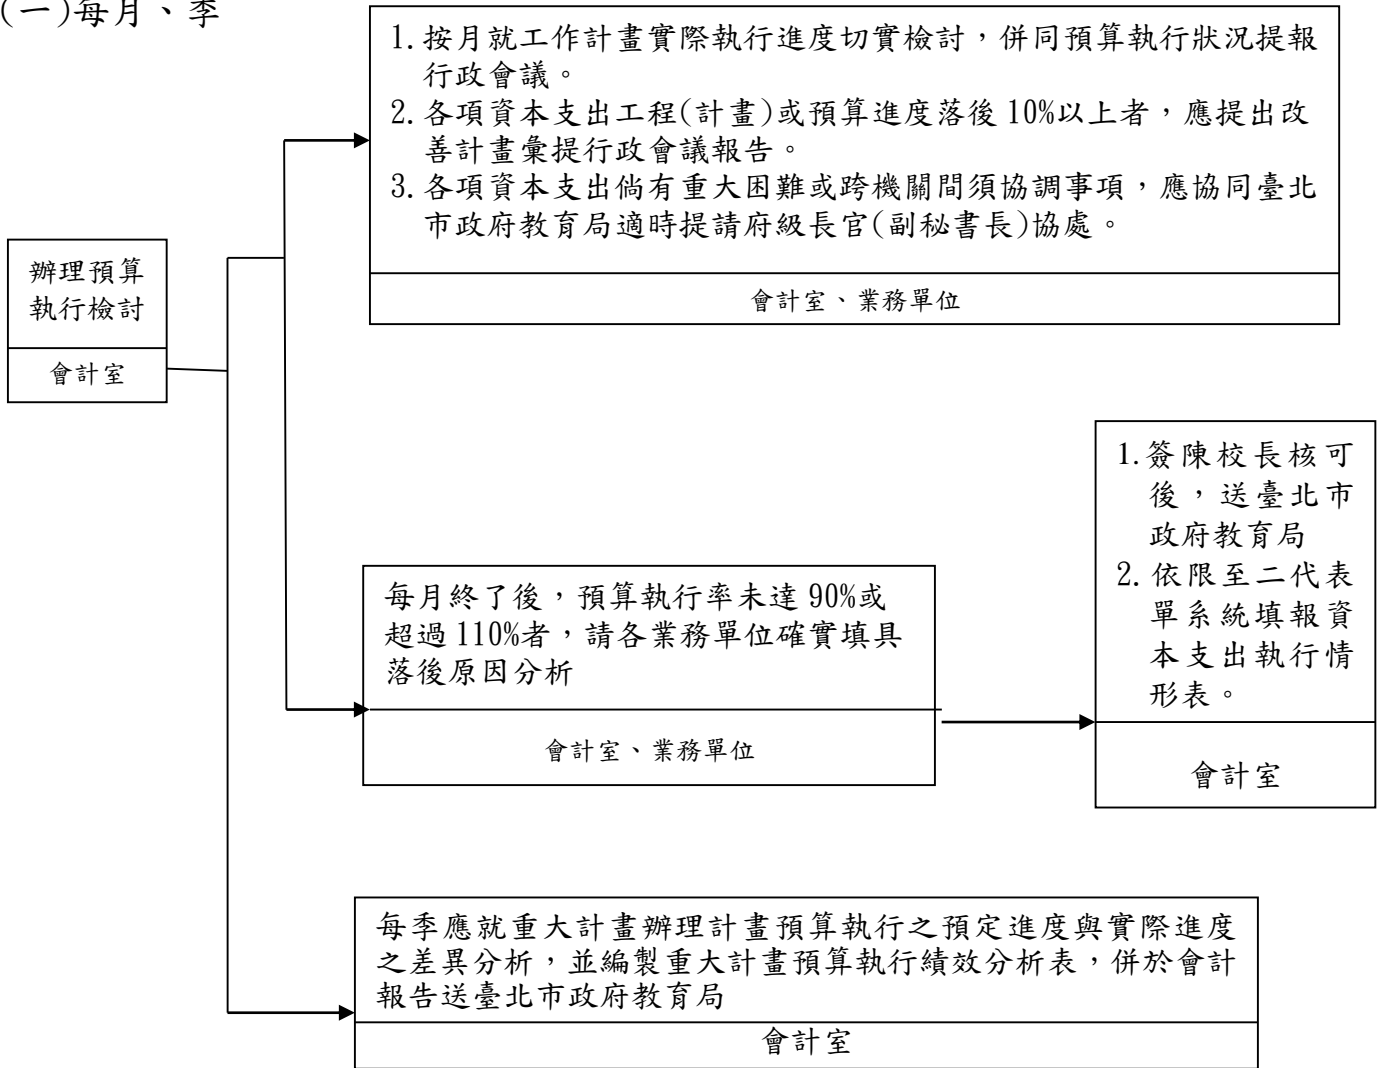 (一)每月、季
1.按月就工作計畫實際執行進度切實檢討，併同預算執行狀況提報
行政會議。
2.各項資本支出工程(計畫)或預算進度落後 10%以上者，應提出改
善計畫彙提行政會議報告。
3.各項資本支出倘有重大困難或跨機關間須協調事項，應協同臺北
市政府教育局適時提請府級長官(副秘書長)協處。
會計室、業務單位
辦理預算
執行檢討
會計室
1.簽陳校長核可
後，送臺北市
政府教育局
2.依限至二代表
單系統填報資
本支出執行情
形表。
會計室
每月終了後，預算執行率未達 90%或
超過 110%者，請各業務單位確實填具
落後原因分析
會計室、業務單位
每季應就重大計畫辦理計畫預算執行之預定進度與實際進度
之差異分析，並編製重大計畫預算執行績效分析表，併於會計
報告送臺北市政府教育局
會計室